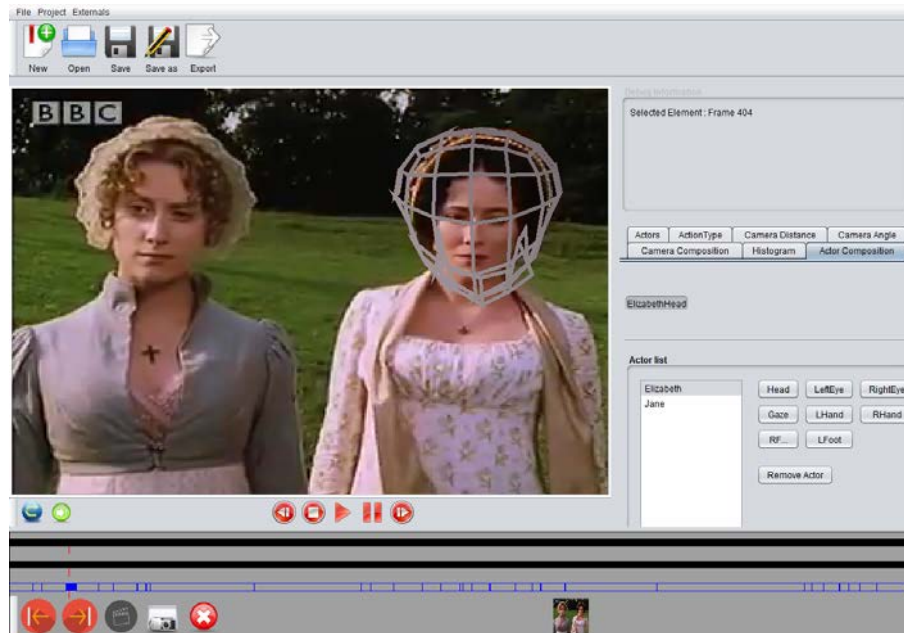 File Project Externals
New Open Save Save as Export
BBC
Debug Information
Selected Element : Frame 404
Actors ActionType Camera Distance Camera Angle
Camera Composition Histogram Actor Composition
ElizabethHead
Actor list
Elizabeth
Jane
Head LeftEye RightEye
Gaze LHand RHand
RF... LFoot
Remove Actor